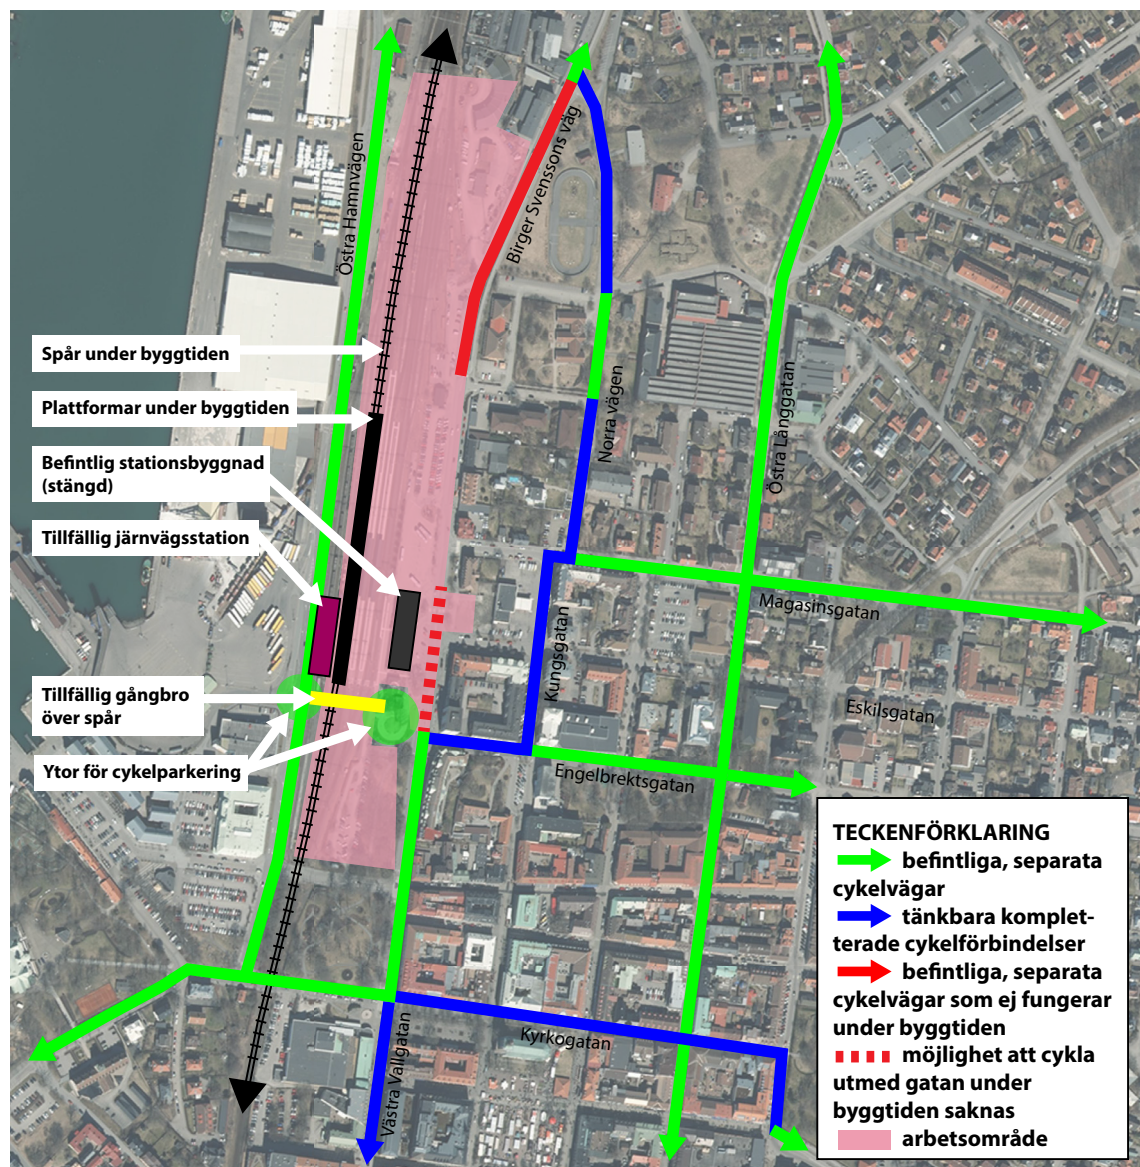 Östra Hamnvägen
Birger Svenssons väg
Spår under byggtiden
Plattformar under byggtiden
Befintlig stationsbyggnad
(stängd)
Tillfällig järnvägsstation
Norra vägen
Östra Långgatan
Magasinsgatan
Kungsgatan
Tillfällig gångbro
över spår
Eskilsgatan
Ytor för cykelparkering
Engelbrektsgatan
Kyrkogatan
Västra Vallgatan
TECKENFÖRKLARING
befintliga, separata
cykelvägar
tänkbara komplet-
terade cykelförbindelser
befintliga, separata
cykelvägar som ej fungerar
under byggtiden
möjlighet att cykla
utmed gatan under
byggtiden saknas
arbetsområde